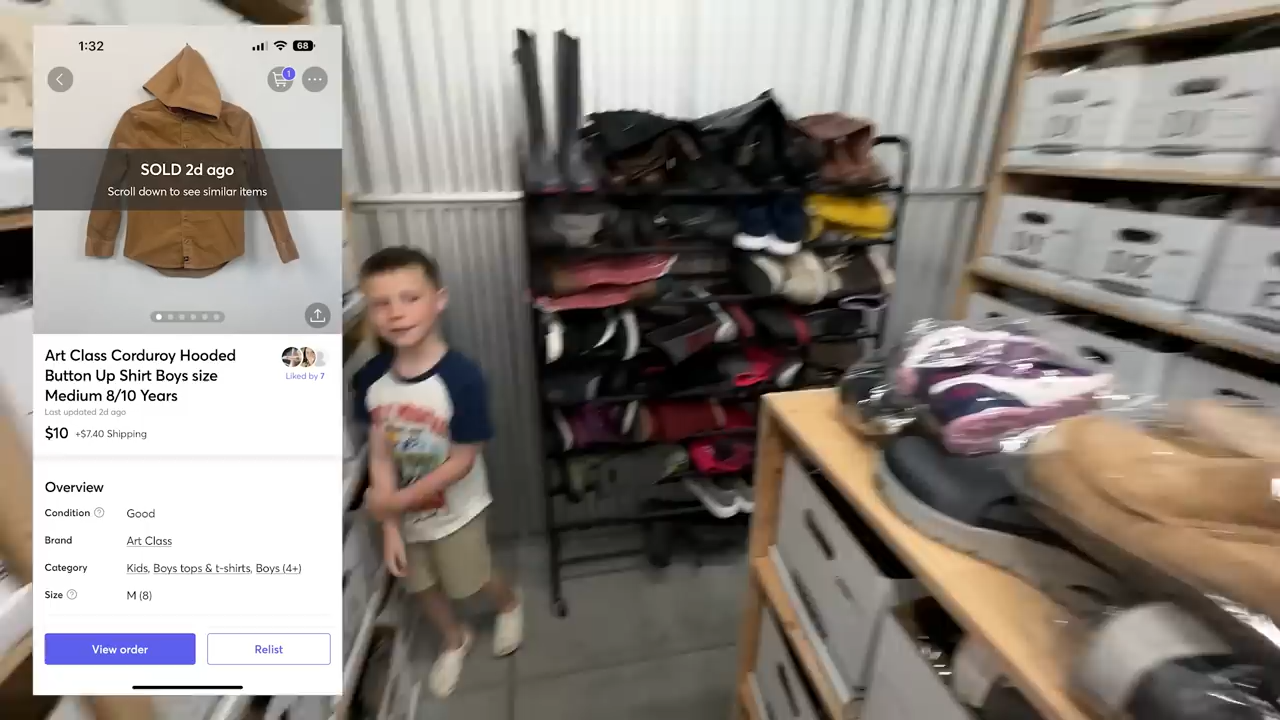 1:32
68
1
SOLD 2d ago
Scroll down to see similar items
Art Class Corduroy Hooded
Button Up Shirt Boys size
Medium 8/10 Years
Liked by 7
Last updated 2d ago
$10 +$7.40 Shipping
Overview
Condition Good
Brand Art Class
Category Kids, Boys tops & t-shirts, Boys (4+)
Size M (8)
View order
Relist